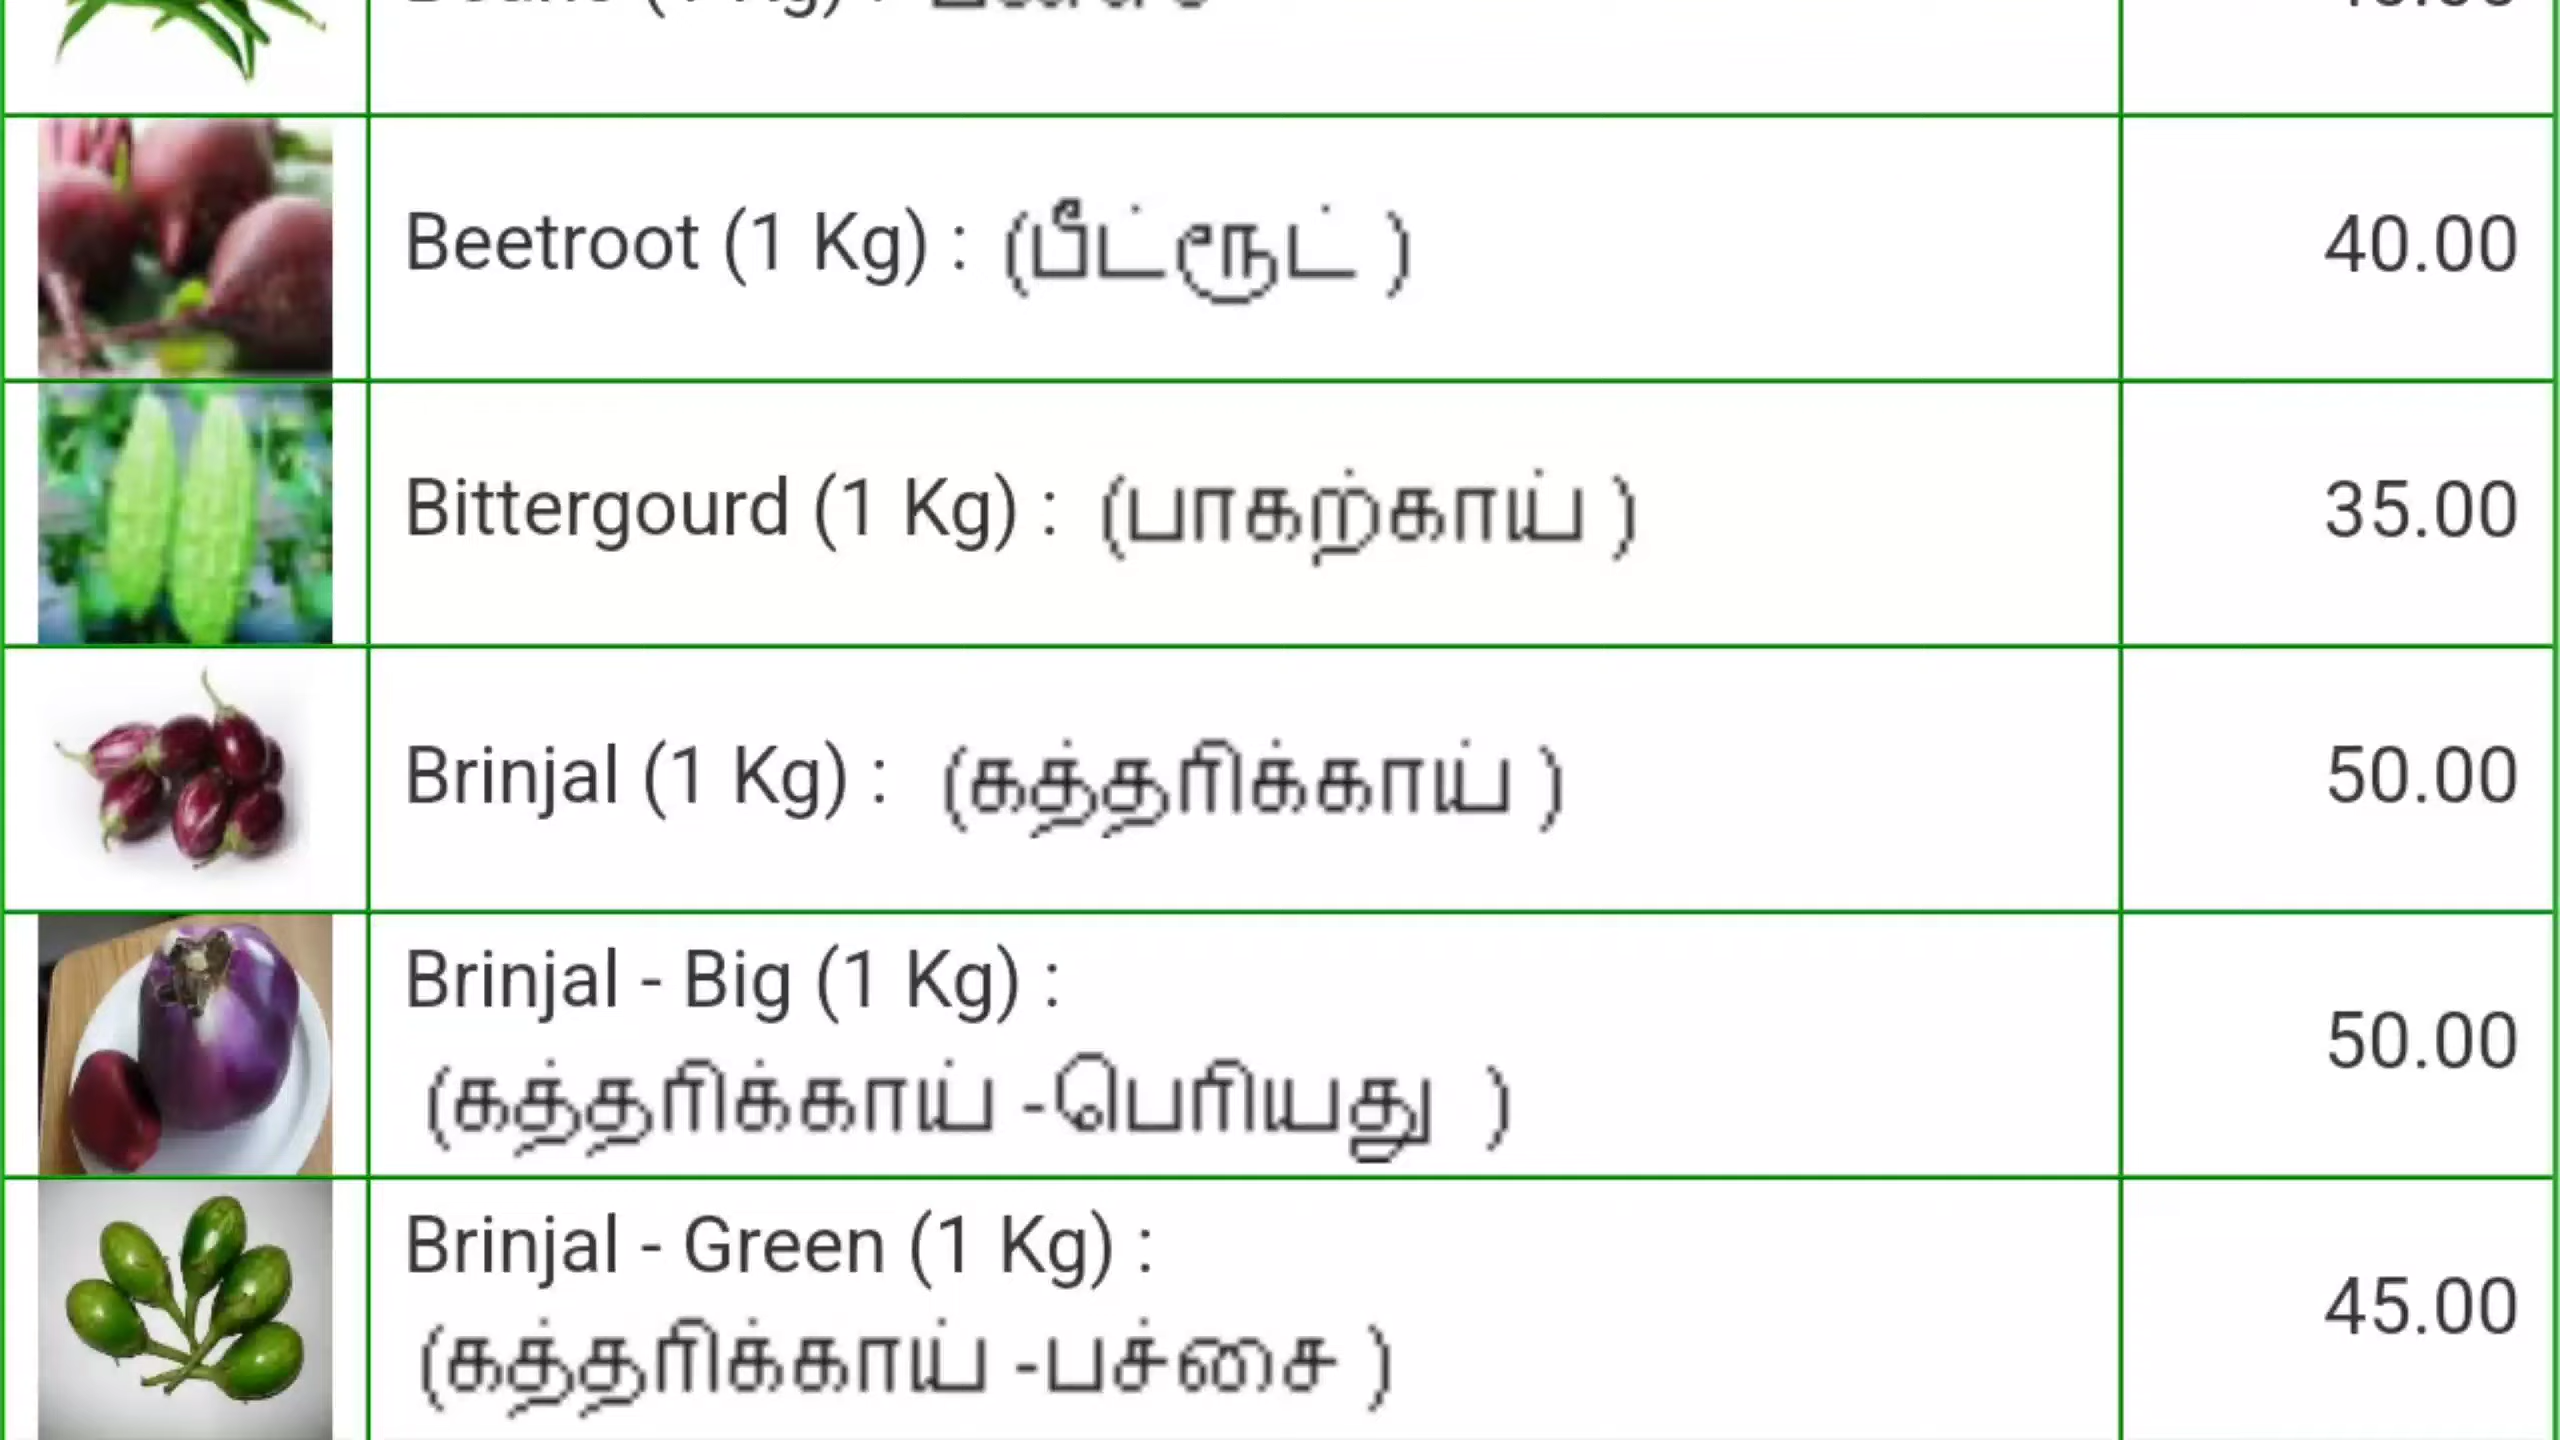 Beetroot (1 Kg) : (பீட்ரூட் ) 40.00
Bittergourd (1 Kg) : (பாகற்காய் ) 35.00
Brinjal (1 Kg) : (கத்தரிக்காய் ) 50.00
Brinjal - Big (1 Kg) :
(கத்தரிக்காய் -பெரியது ) 50.00
Brinjal - Green (1 Kg) :
(கத்தரிக்காய் -பச்சை ) 45.00